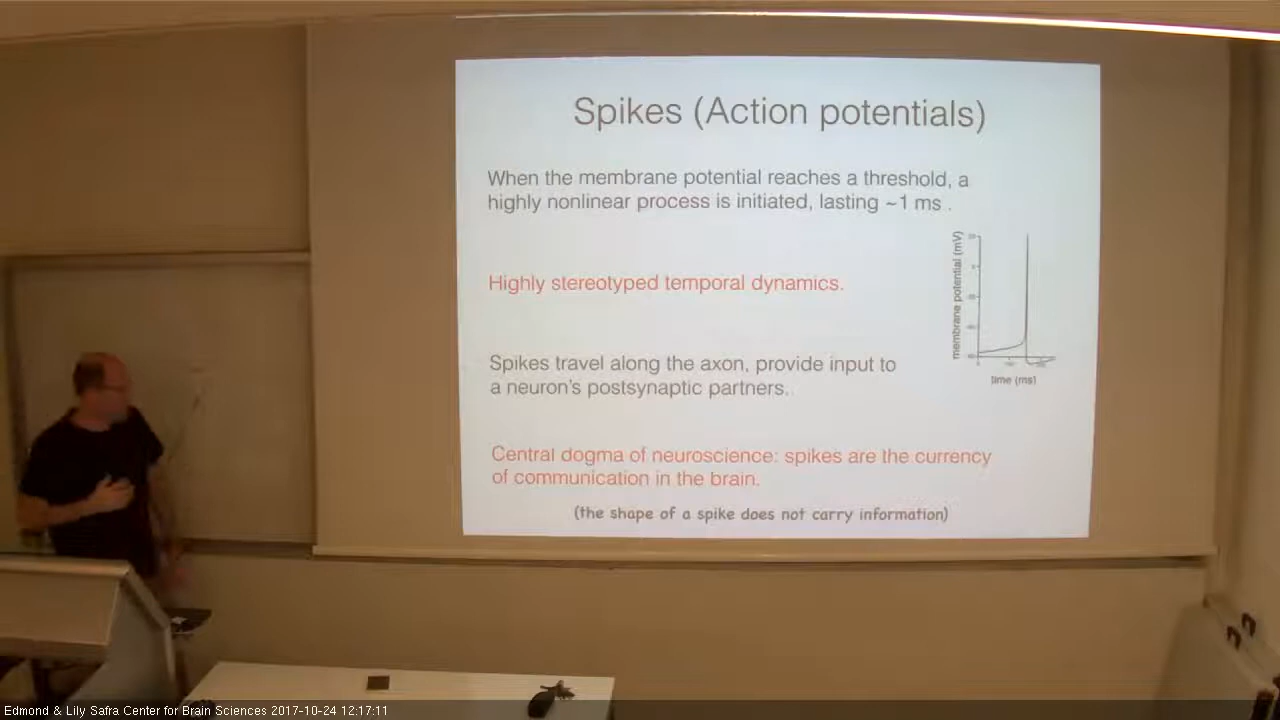 Spikes (Action potentials)
When the membrane potential reaches a threshold, a
highly nonlinear process is initiated, lasting ~1 ms .
Highly stereotyped temporal dynamics.
membrane potential (mV)
time (ms)
Spikes travel along the axon, provide input to
a neuron's postsynaptic partners.
Central dogma of neuroscience: spikes are the currency
of communication in the brain.
(the shape of a spike does not carry information)
Edmond & Lily Safra Center for Brain Sciences 2017-10-24 12:17:11